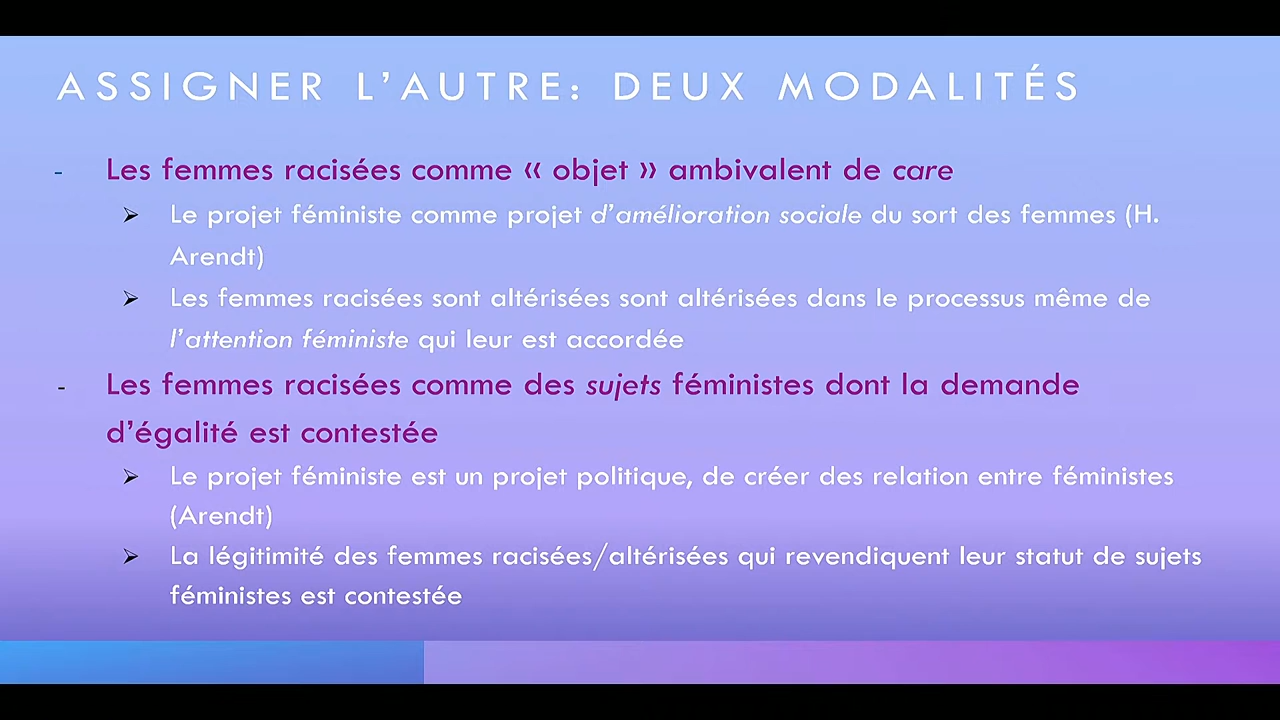 ASSIGNER L’AUTRE: DEUX MODALITÉS
- Les femmes racisées comme « objet » ambivalent de care
➢ Le projet féministe comme projet d’amélioration sociale du sort des femmes (H.
Arendt)
➢ Les femmes racisées sont altérisées sont altérisées dans le processus même de
l’attention féministe qui leur est accordée
- Les femmes racisées comme des sujets féministes dont la demande
d’égalité est contestée
➢ Le projet féministe est un projet politique, de créer des relation entre féministes
(Arendt)
➢ La légitimité des femmes racisées/altérisées qui revendiquent leur statut de sujets
féministes est contestée